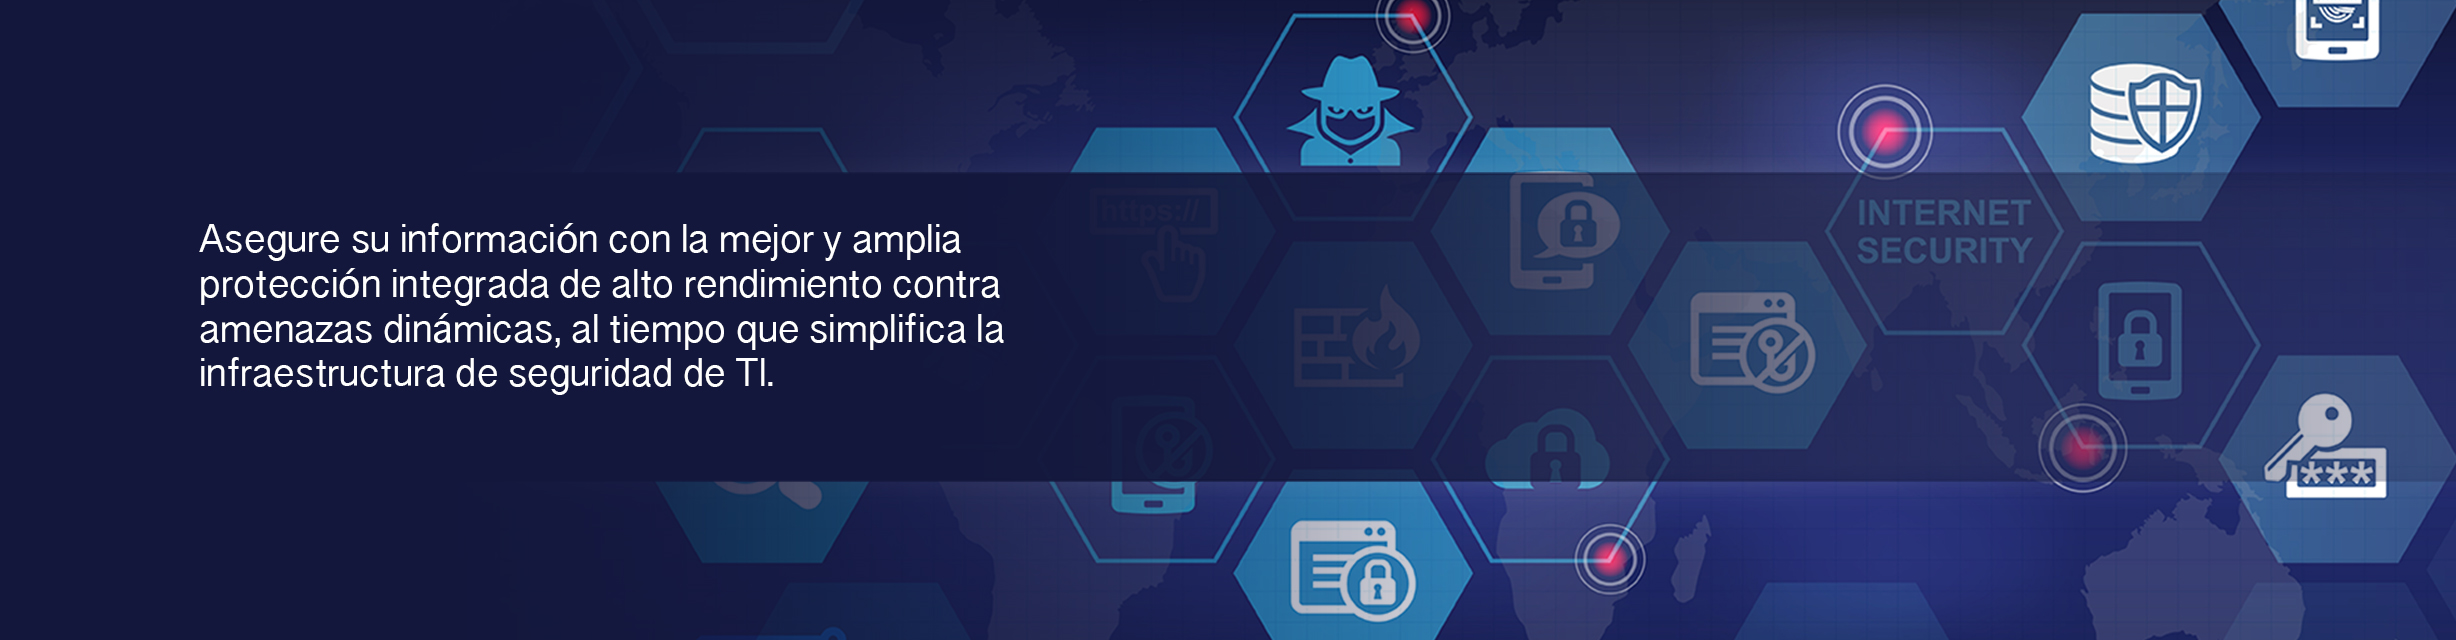 Asegure su información con la mejor y amplia
protección integrada de alto rendimiento contra
amenazas dinámicas, al tiempo que simplifica la
infraestructura de seguridad de TI.
https://
INTERNET
SECURITY
***